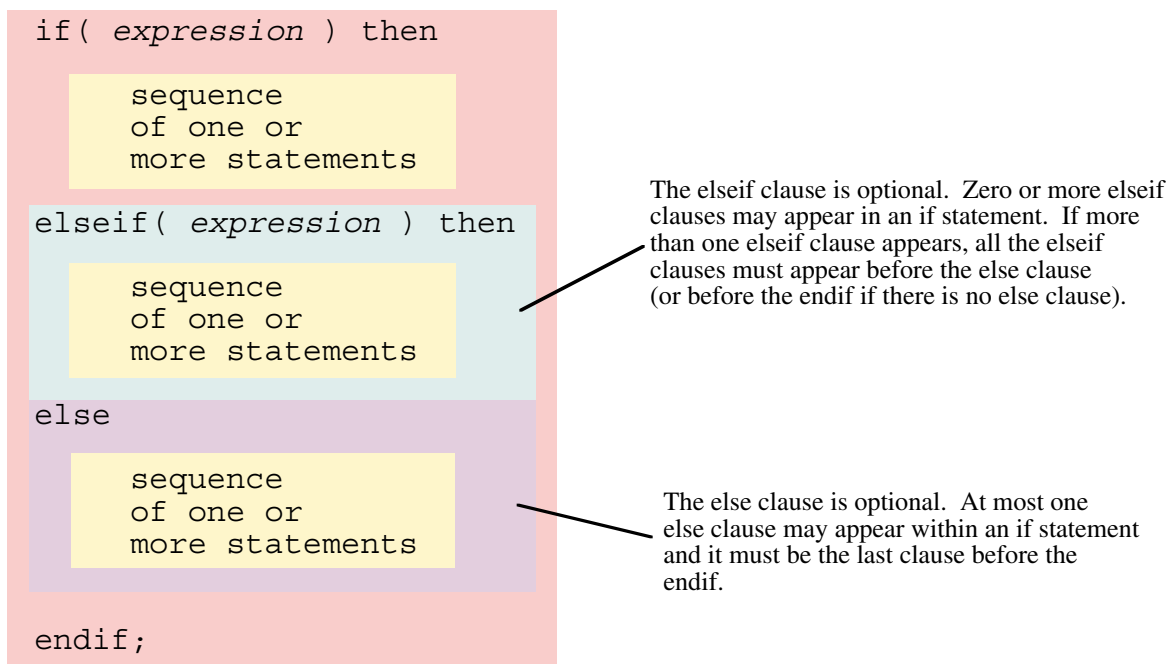 if( expression ) then
sequence
of one or
more statements
elseif( expression ) then
sequence
of one or
more statements
else
sequence
of one or
more statements
endif;
The elseif clause is optional.  Zero or more elseif
clauses may appear in an if statement.  If more
than one elseif clause appears, all the elseif
clauses must appear before the else clause
(or before the endif if there is no else clause).
The else clause is optional.  At most one
else clause may appear within an if statement
and it must be the last clause before the
endif.